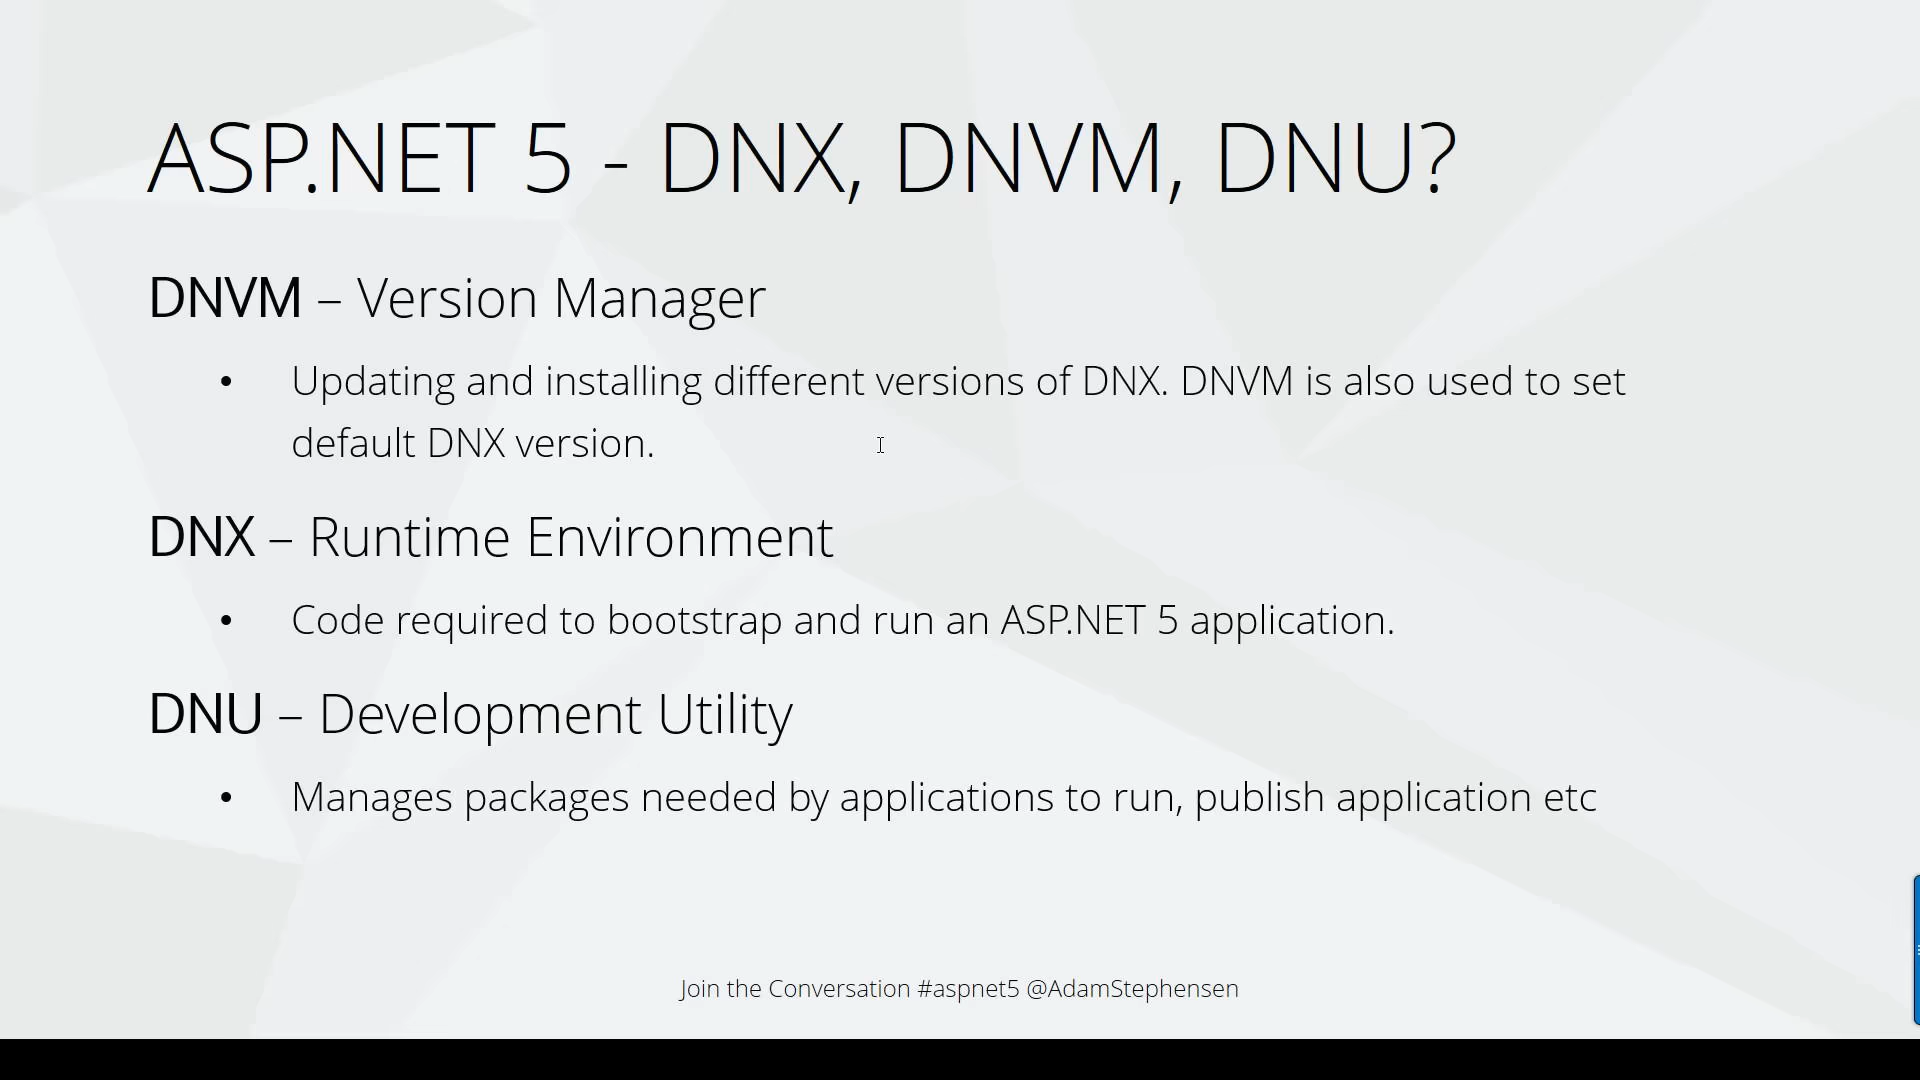 ASP.NET 5 - DNX, DNVM, DNU?
DNVM – Version Manager
• Updating and installing different versions of DNX. DNVM is also used to set
default DNX version.
DNX – Runtime Environment
• Code required to bootstrap and run an ASP.NET 5 application.
DNU – Development Utility
• Manages packages needed by applications to run, publish application etc
Join the Conversation #aspnet5 @AdamStephensen